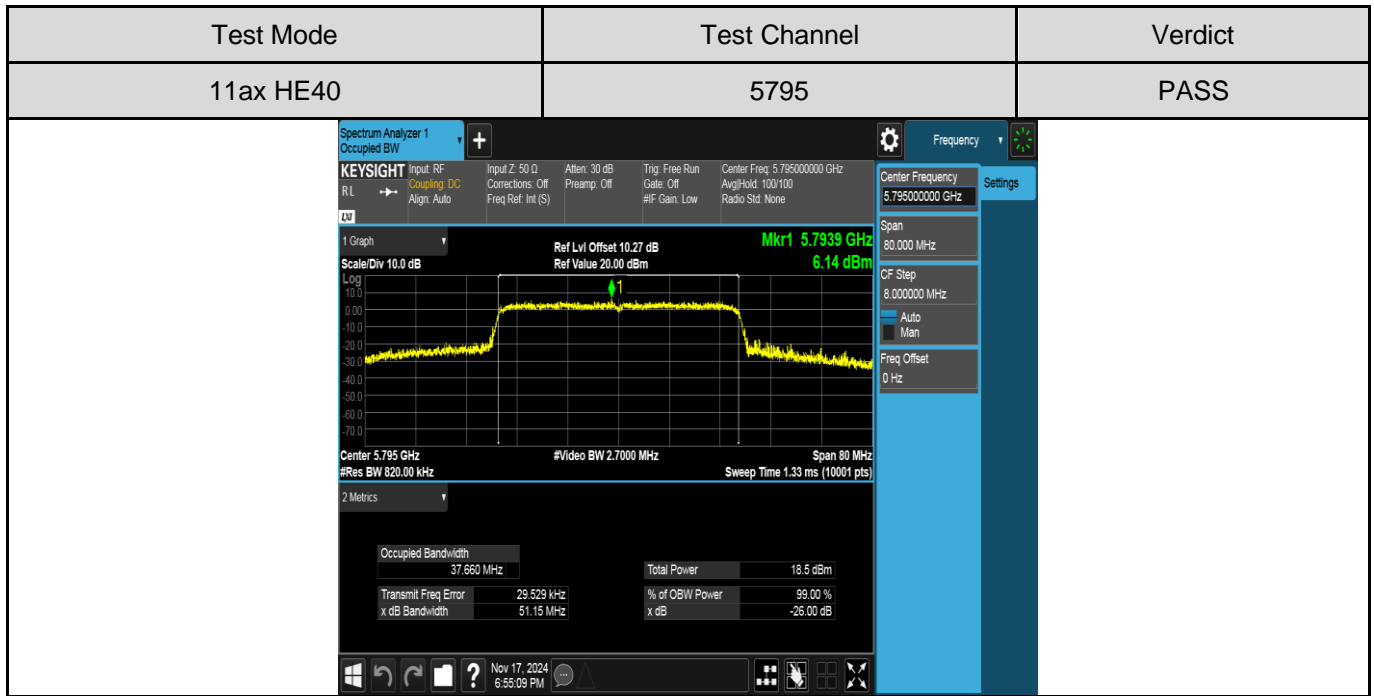 Test Mode Test Channel Verdict
11ax HE40 5795 PASS
Spectrum Analyzer 1
Occupied BW
+
Frequency
KEYSIGHT
RL
LXI
Input: RF
Coupling: DC
Align: Auto
Input Z: 50 Ω
Corrections: Off
Freq Ref: Int (S)
Atten: 30 dB
Preamp: Off
Trig: Free Run
Gate: Off
#IF Gain: Low
Center Freq: 5.795000000 GHz
Avg|Hold: 100/100
Radio Std: None
Center Frequency
5.795000000 GHz
Settings
Span
80.000 MHz
CF Step
8.000000 MHz
Auto
Man
Freq Offset
0 Hz
1 Graph
Scale/Div 10.0 dB
Ref Lvl Offset 10.27 dB
Ref Value 20.00 dBm
Mkr1 5.7939 GHz
6.14 dBm
Log
10.0
0.00
-10.0
-20.0
-30.0
-40.0
-50.0
-60.0
-70.0
1
Center 5.795 GHz
#Res BW 820.00 kHz
#Video BW 2.7000 MHz
Span 80 MHz
Sweep Time 1.33 ms (10001 pts)
2 Metrics
Occupied Bandwidth
37.660 MHz
Total Power 18.5 dBm
Transmit Freq Error 29.529 kHz
% of OBW Power 99.00 %
x dB Bandwidth 51.15 MHz
x dB -26.00 dB
?
Nov 17, 2024
6:55:09 PM